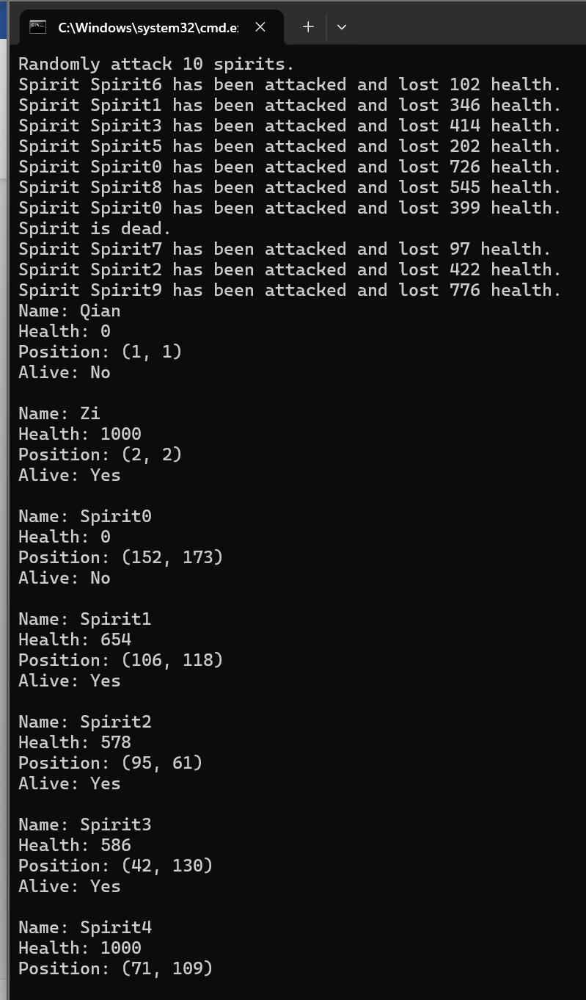 C:\Windows\system32\cmd.e
Randomly attack 10 spirits.
Spirit Spirit6 has been attacked and lost 102 health.
Spirit Spirit1 has been attacked and lost 346 health.
Spirit Spirit3 has been attacked and lost 414 health.
Spirit Spirit5 has been attacked and lost 202 health.
Spirit Spirit0 has been attacked and lost 726 health.
Spirit Spirit8 has been attacked and lost 545 health.
Spirit Spirit0 has been attacked and lost 399 health.
Spirit is dead.
Spirit Spirit7 has been attacked and lost 97 health.
Spirit Spirit2 has been attacked and lost 422 health.
Spirit Spirit9 has been attacked and lost 776 health.
Name: Qian
Health: 0
Position: (1, 1)
Alive: No
Name: Zi
Health: 1000
Position: (2, 2)
Alive: Yes
Name: Spirit0
Health: 0
Position: (152, 173)
Alive: No
Name: Spirit1
Health: 654
Position: (106, 118)
Alive: Yes
Name: Spirit2
Health: 578
Position: (95, 61)
Alive: Yes
Name: Spirit3
Health: 586
Position: (42, 130)
Alive: Yes
Name: Spirit4
Health: 1000
Position: (71, 109)